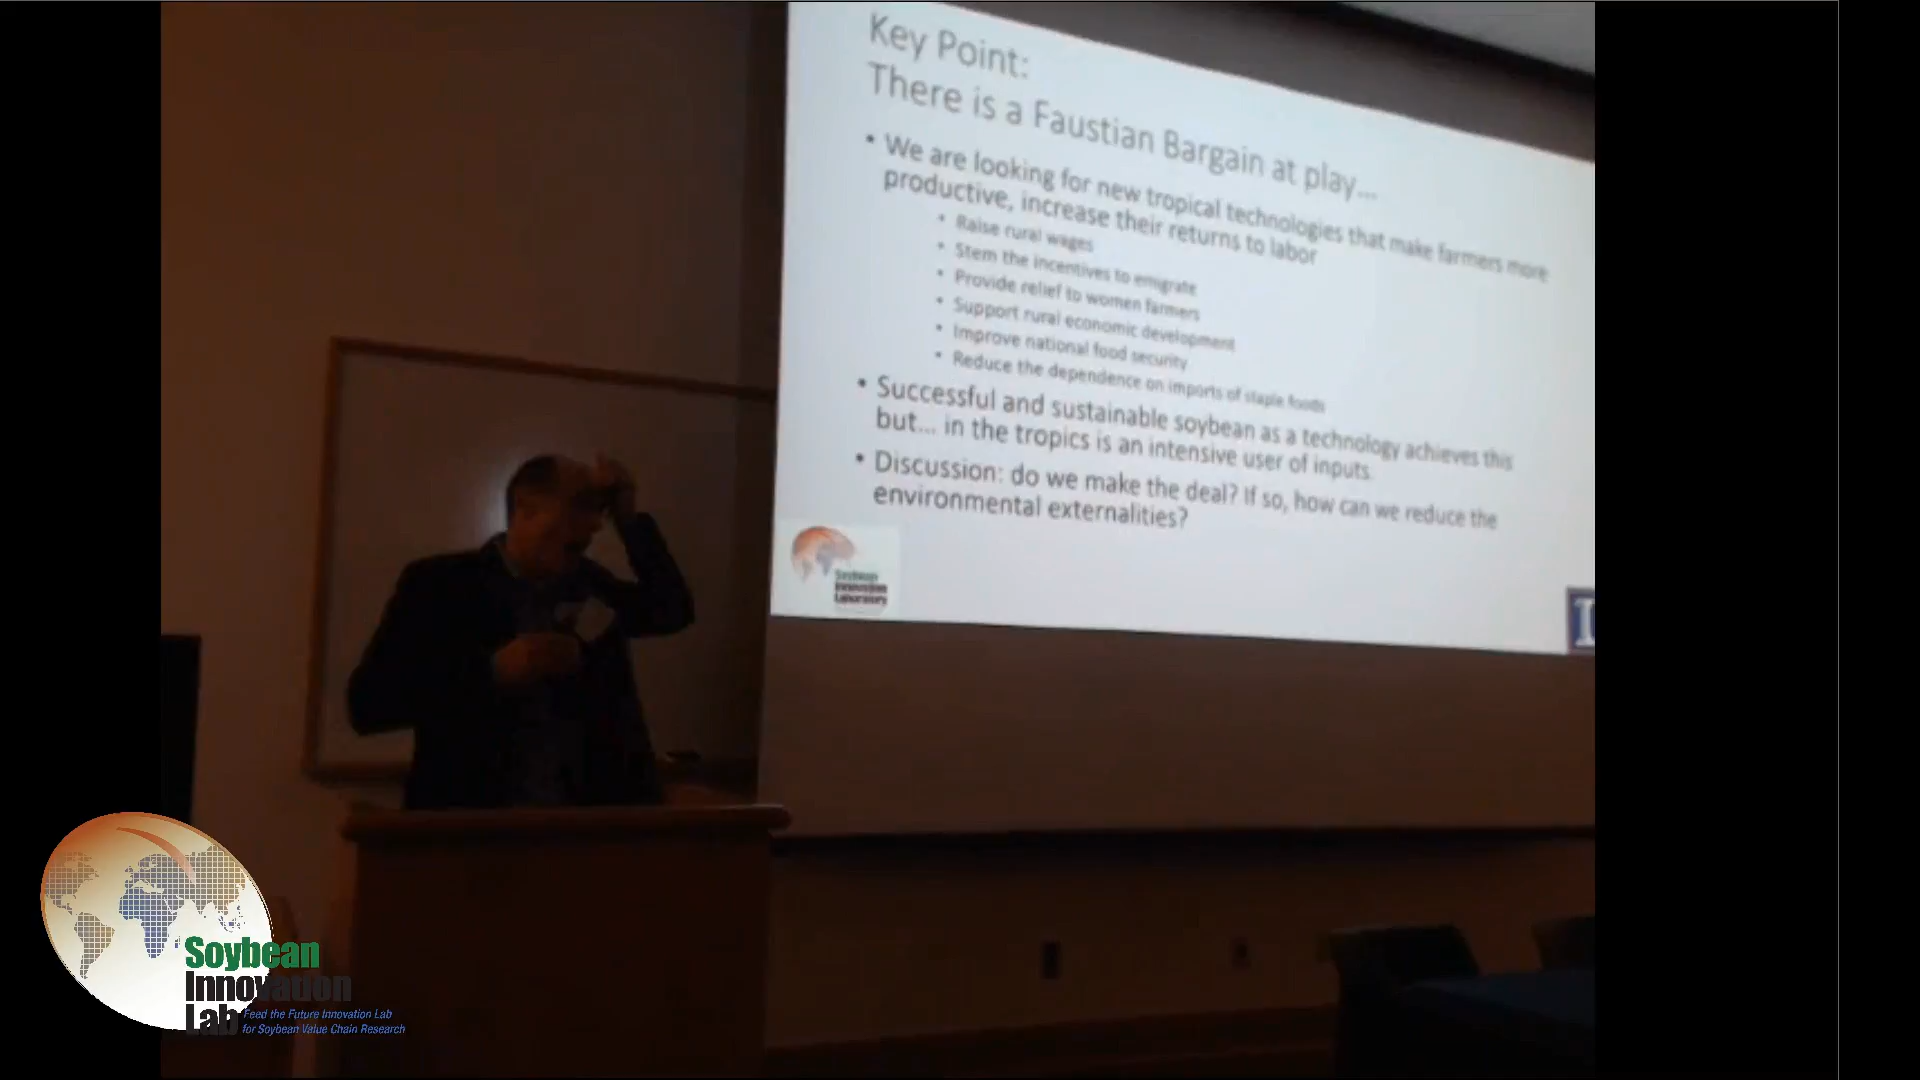 Key Point:
There is a Faustian Bargain at play...
• We are looking for new tropical technologies that make farmers more
productive, increase their returns to labor
• Raise rural wages
• Stem the incentives to emigrate
• Provide relief to women farmers
• Support rural economic development
• Improve national food security
• Reduce the dependence on imports of staple foods
• Successful and sustainable soybean as a technology achieves this
but... in the tropics is an intensive user of inputs.
• Discussion: do we make the deal? If so, how can we reduce the
environmental externalities?
Soybean
Innovation
Laboratory
I
Soybean
Innovation
Lab
Feed the Future Innovation Lab
for Soybean Value Chain Research